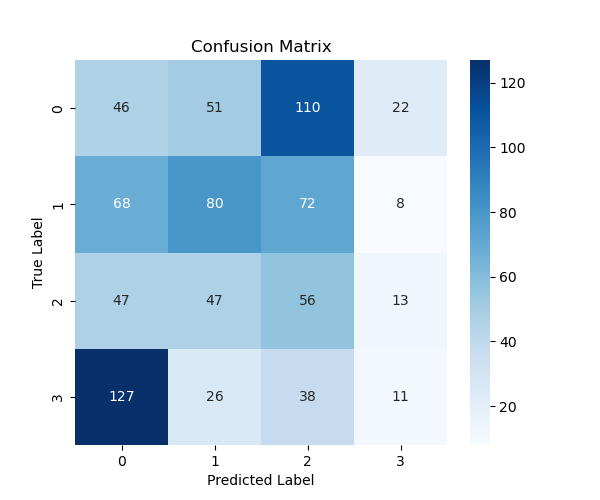 Confusion Matrix
True Label
0 46 51 110 22
1 68 80 72 8
2 47 47 56 13
3 127 26 38 11
0 1 2 3
Predicted Label
120
100
80
60
40
20